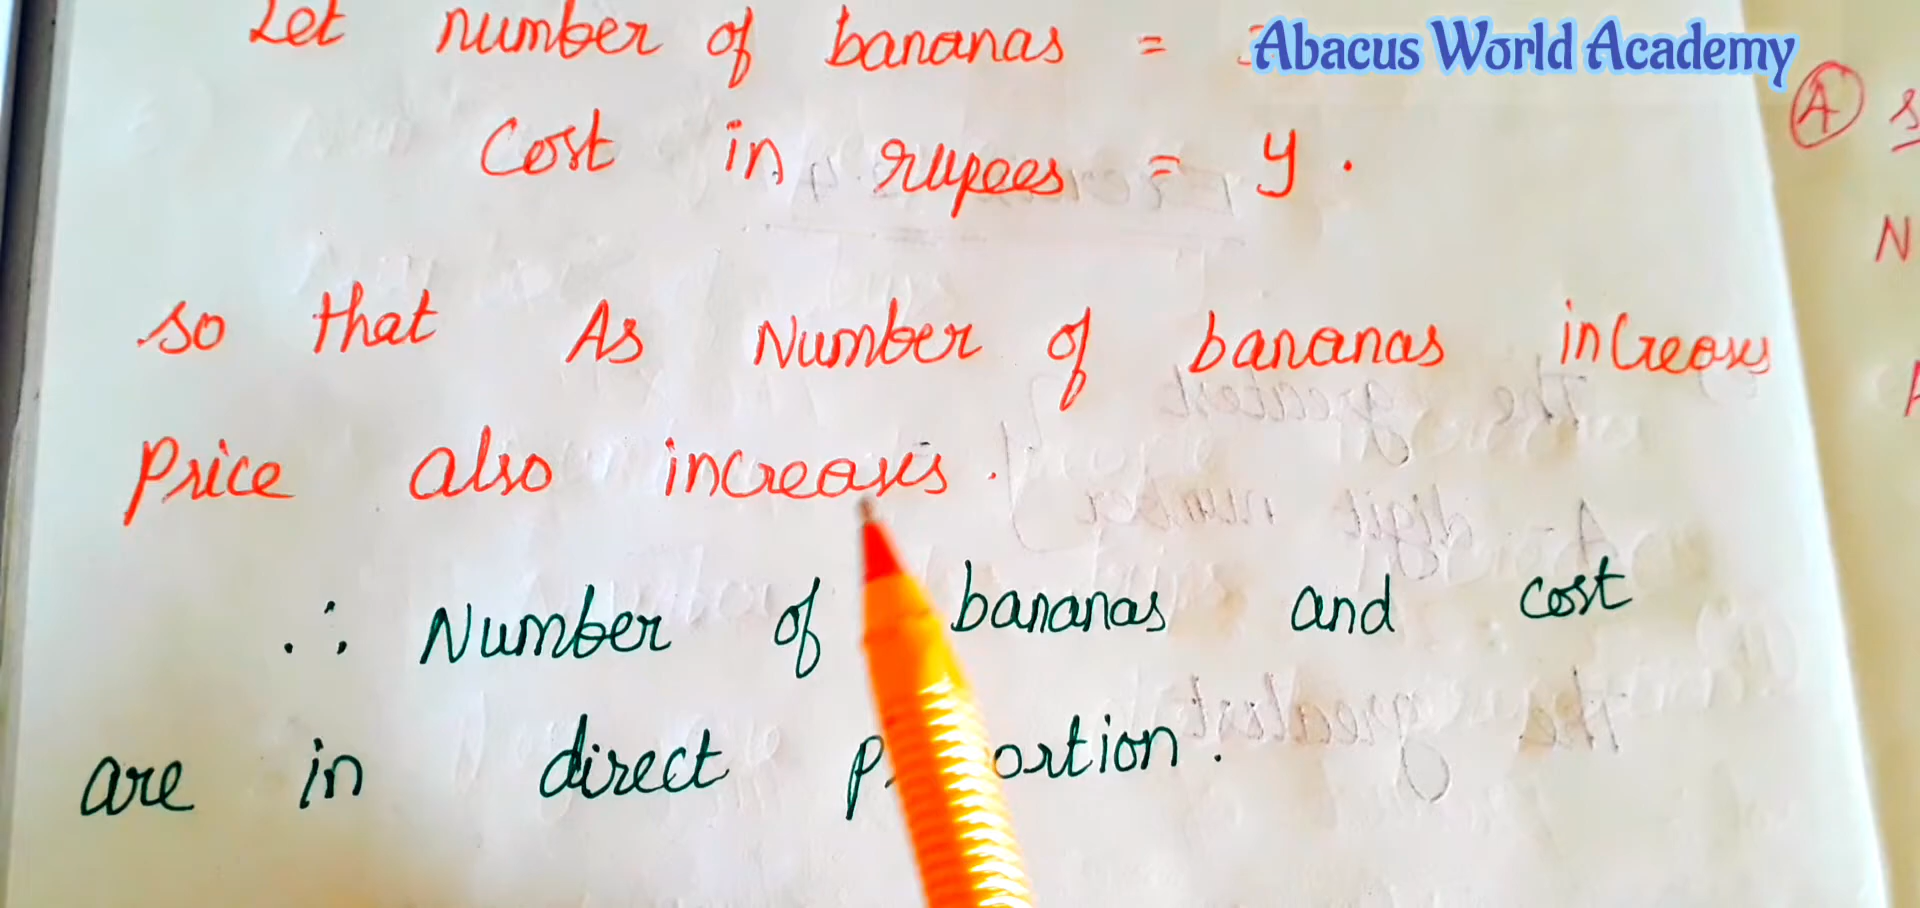 Let number of bananas =
Abacus World Academy
Cost in rupees = y.
A s
so that As Number of bananas increases
N
Price also increases.
∴ Number of bananas and cost
are in direct